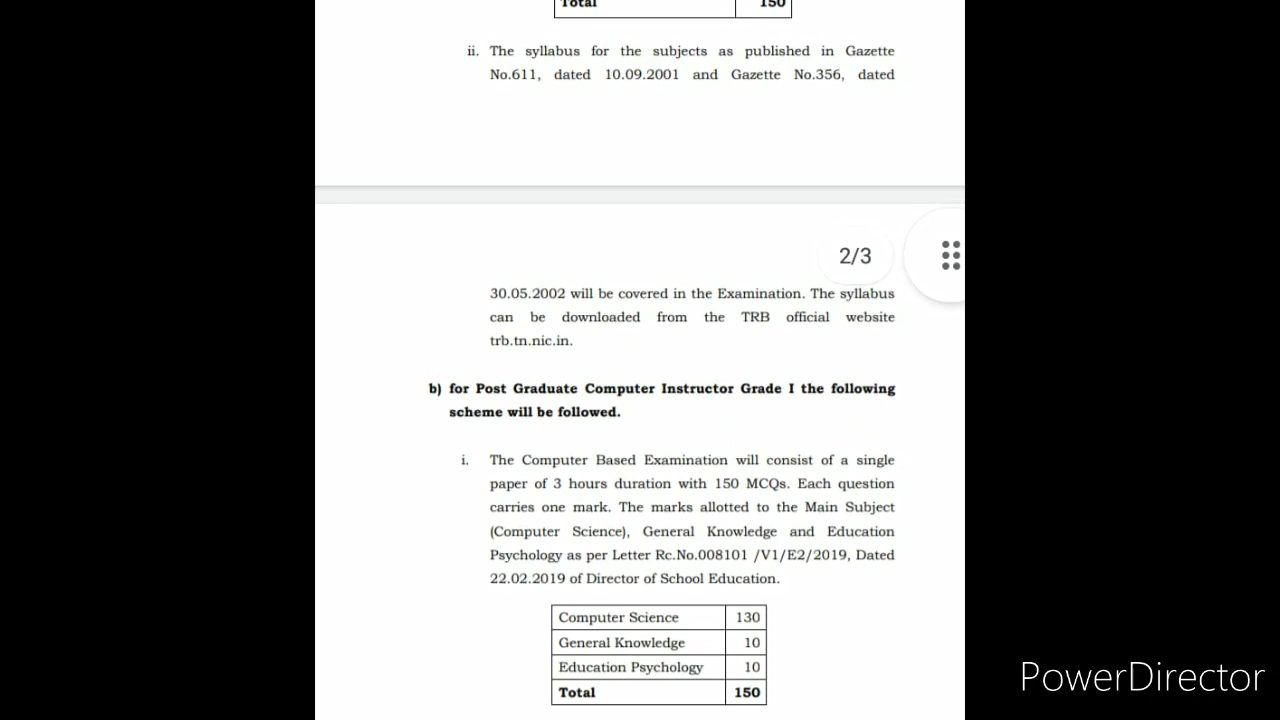 Total 150
ii. The syllabus for the subjects as published in Gazette
No.611, dated 10.09.2001 and Gazette No.356, dated
2/3
30.05.2002 will be covered in the Examination. The syllabus
can be downloaded from the TRB official website
trb.tn.nic.in.
b) for Post Graduate Computer Instructor Grade I the following
scheme will be followed.
i. The Computer Based Examination will consist of a single
paper of 3 hours duration with 150 MCQs. Each question
carries one mark. The marks allotted to the Main Subject
(Computer Science), General Knowledge and Education
Psychology as per Letter Rc.No.008101 /V1/E2/2019, Dated
22.02.2019 of Director of School Education.
Computer Science 130
General Knowledge 10
Education Psychology 10
Total 150
PowerDirector